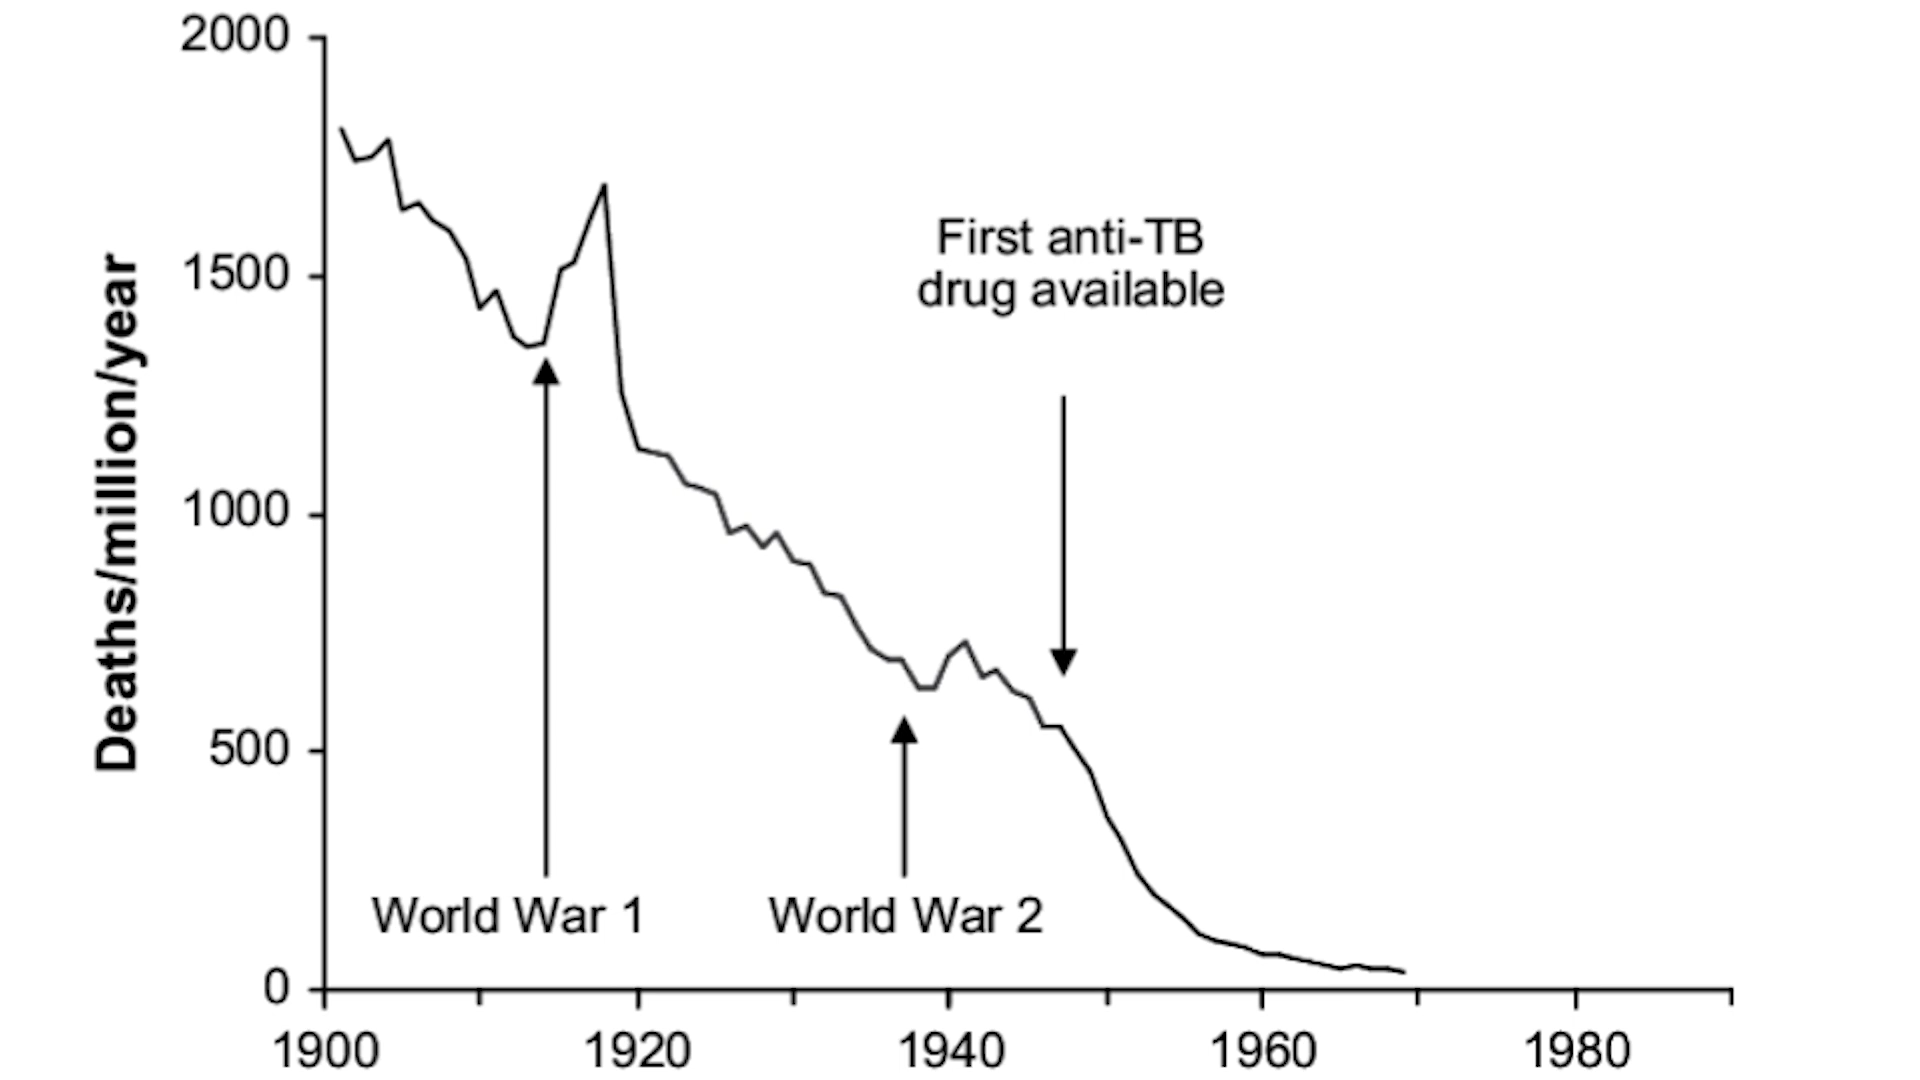 2000
1500
1000
500
0
Deaths/million/year
First anti-TB
drug available
World War 1
World War 2
1900
1920
1940
1960
1980